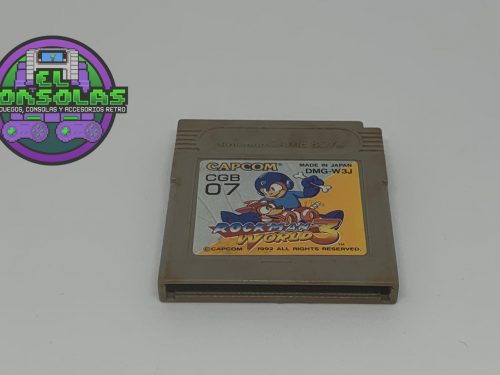 EL
CONSOLAS
JUEGOS, CONSOLAS Y ACCESORIOS RETRO
CAPCOM
MADE IN JAPAN
CGB
DMG-W3J
07
ROCKMAN
WORLD 3
©CAPCOM 1992 ALL RIGHTS RESERVED.